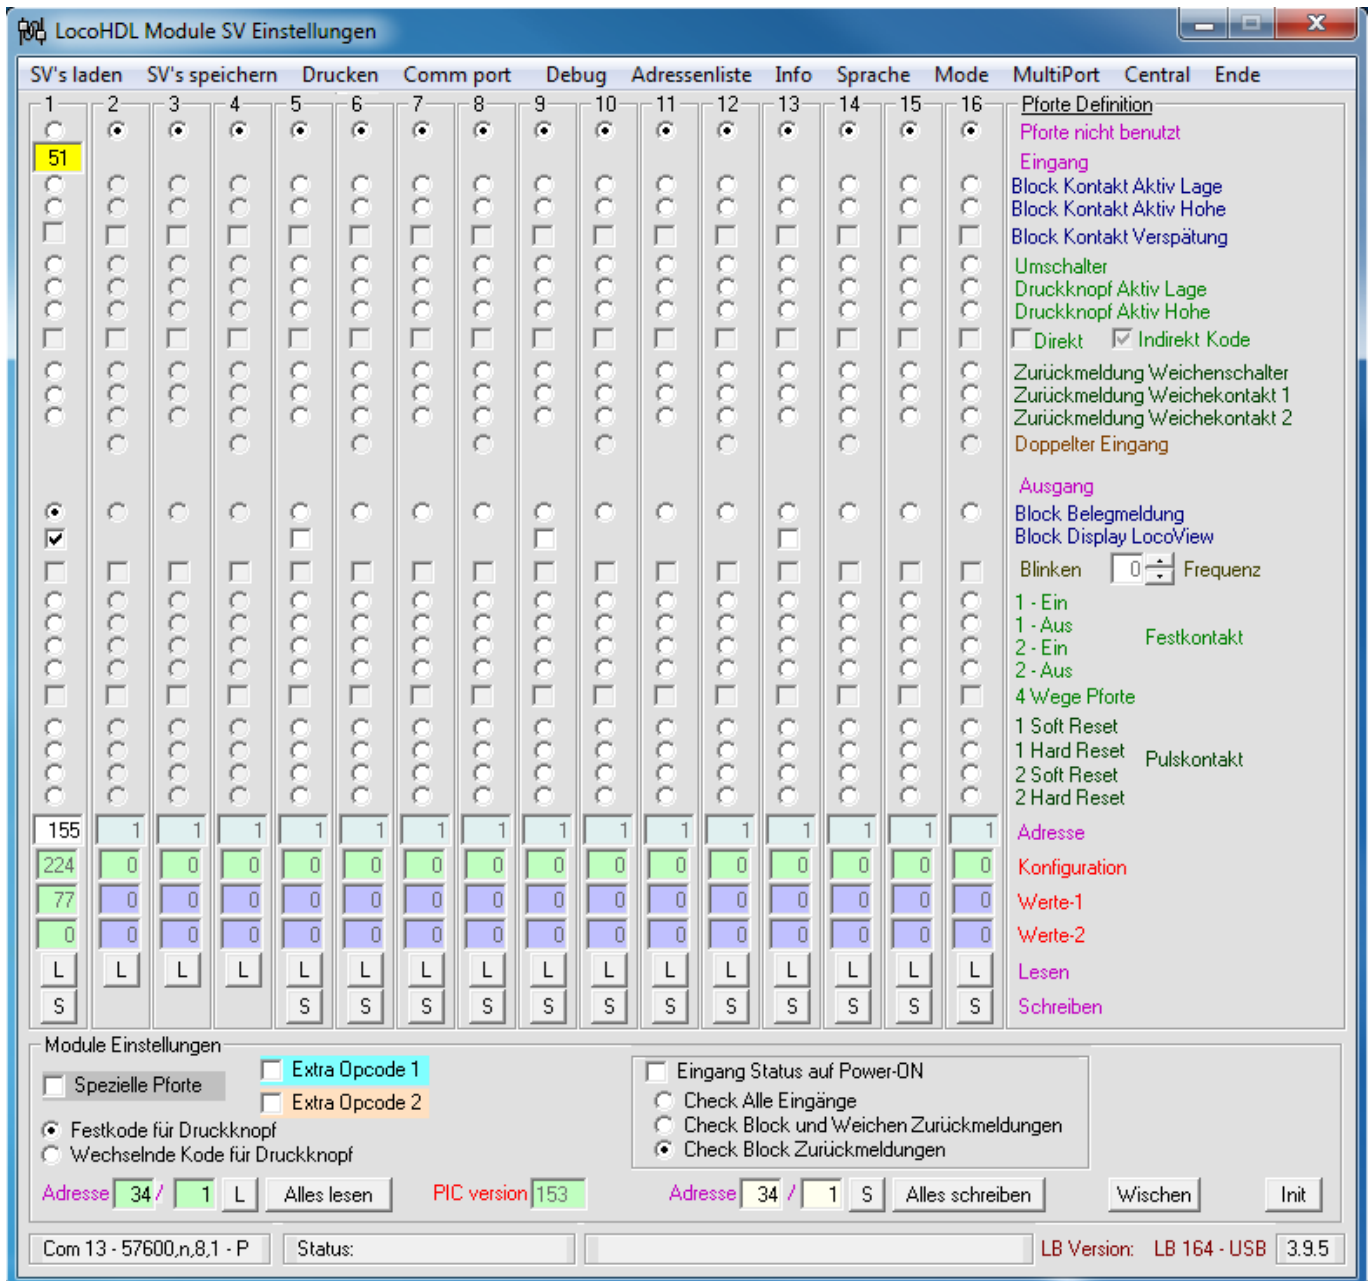 LocoHDL Module SV Einstellungen
SV's laden SV's speichern Drucken Comm port Debug Adressenliste Info Sprache Mode MultiPort Central Ende
1 2 3 4 5 6 7 8 9 10 11 12 13 14 15 16 Pforte Definition
Pforte nicht benutzt
51
Eingang
Block Kontakt Aktiv Lage
Block Kontakt Aktiv Hohe
Block Kontakt Verspätung
Umschalter
Druckknopf Aktiv Lage
Druckknopf Aktiv Hohe
Direkt Indirekt Kode
Zurückmeldung Weichenschalter
Zurückmeldung Weichekontakt 1
Zurückmeldung Weichekontakt 2
Doppelter Eingang
Ausgang
Block Belegmeldung
Block Display LocoView
Blinken 0 Frequenz
1 - Ein
1 - Aus
Festkontakt
2 - Ein
2 - Aus
4 Wege Pforte
1 Soft Reset
1 Hard Reset
Pulskontakt
2 Soft Reset
2 Hard Reset
155 1 1 1 1 1 1 1 1 1 1 1 1 1 1 1 Adresse
224 0 0 0 0 0 0 0 0 0 0 0 0 0 0 0 Konfiguration
77 0 0 0 0 0 0 0 0 0 0 0 0 0 0 0 Werte-1
0 0 0 0 0 0 0 0 0 0 0 0 0 0 0 0 Werte-2
L L L L L L L L L L L L L L L L Lesen
S S S S S S S S S S S S S Schreiben
Module Einstellungen
Spezielle Pforte
Extra Opcode 1
Extra Opcode 2
Festkode für Druckknopf
Wechselnde Kode für Druckknopf
Eingang Status auf Power-ON
Check Alle Eingänge
Check Block und Weichen Zurückmeldungen
Check Block Zurückmeldungen
Adresse 34 / 1 L Alles lesen PIC version 153 Adresse 34 / 1 S Alles schreiben Wischen Init
Com 13 - 57600,n,8,1 - P Status: LB Version: LB 164 - USB 3.9.5